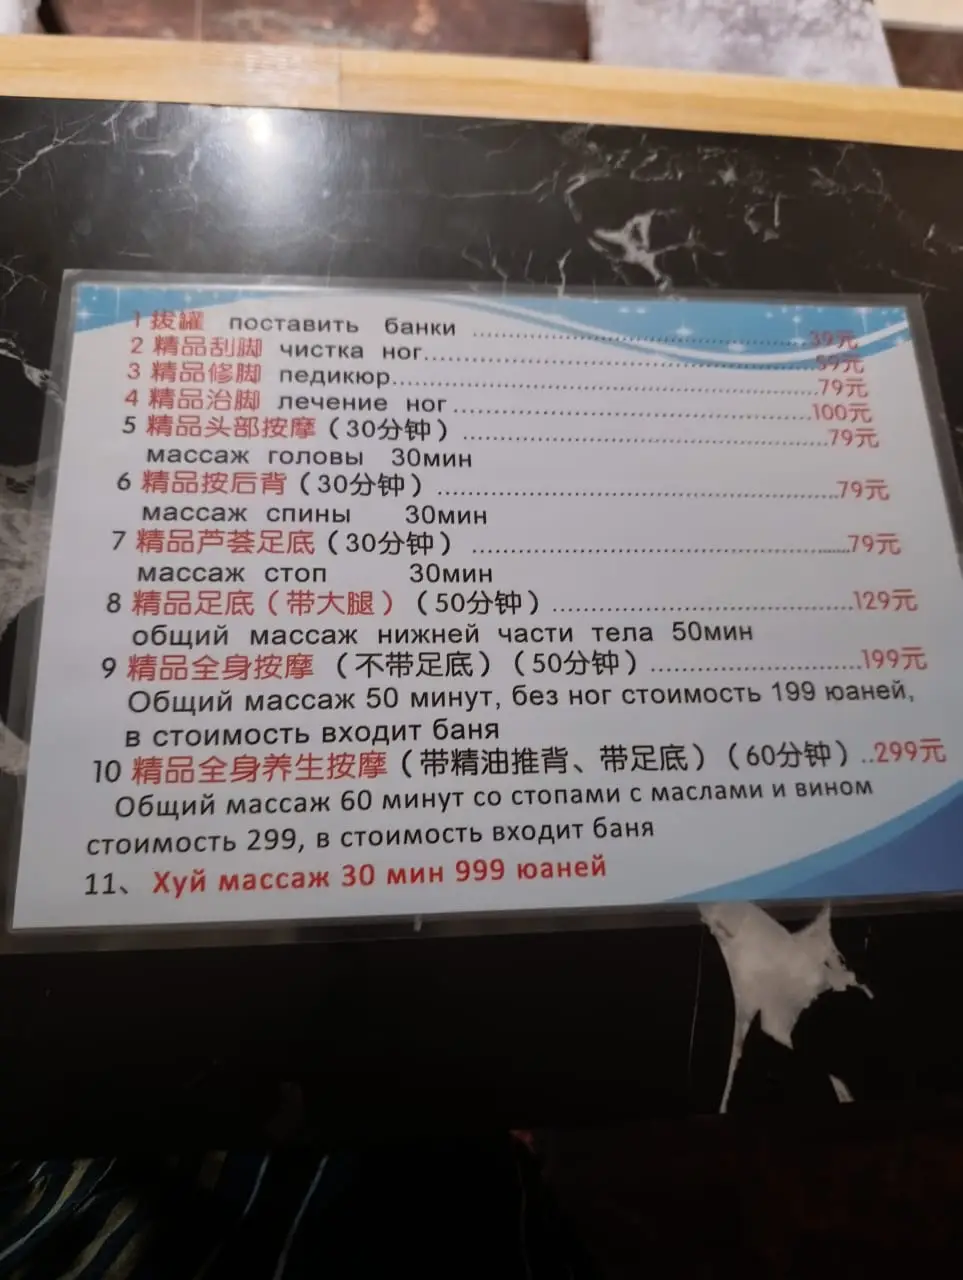 1 拔罐 поставить банки ........ 39元
2 精品刮脚 чистка ног........ 59元
3 精品修脚 педикюр........ 79元
4 精品治脚 лечение ног........ 100元
5 精品头部按摩（30分钟）........ 79元
массаж головы 30мин
6 精品按后背（30分钟）........ 79元
массаж спины 30мин
7 精品芦荟足底（30分钟）........ 79元
массаж стоп 30мин
8 精品足底（带大腿）（50分钟）........ 129元
общий массаж нижней части тела 50мин
9 精品全身按摩（不带足底）（50分钟）........ 199元
Общий массаж 50 минут, без ног стоимость 199 юаней,
в стоимость входит баня
10 精品全身养生按摩（带精油推背、带足底）（60分钟）..299元
Общий массаж 60 минут со стопами с маслами и вином
стоимость 299, в стоимость входит баня
11、Хуй массаж 30 мин 999 юаней